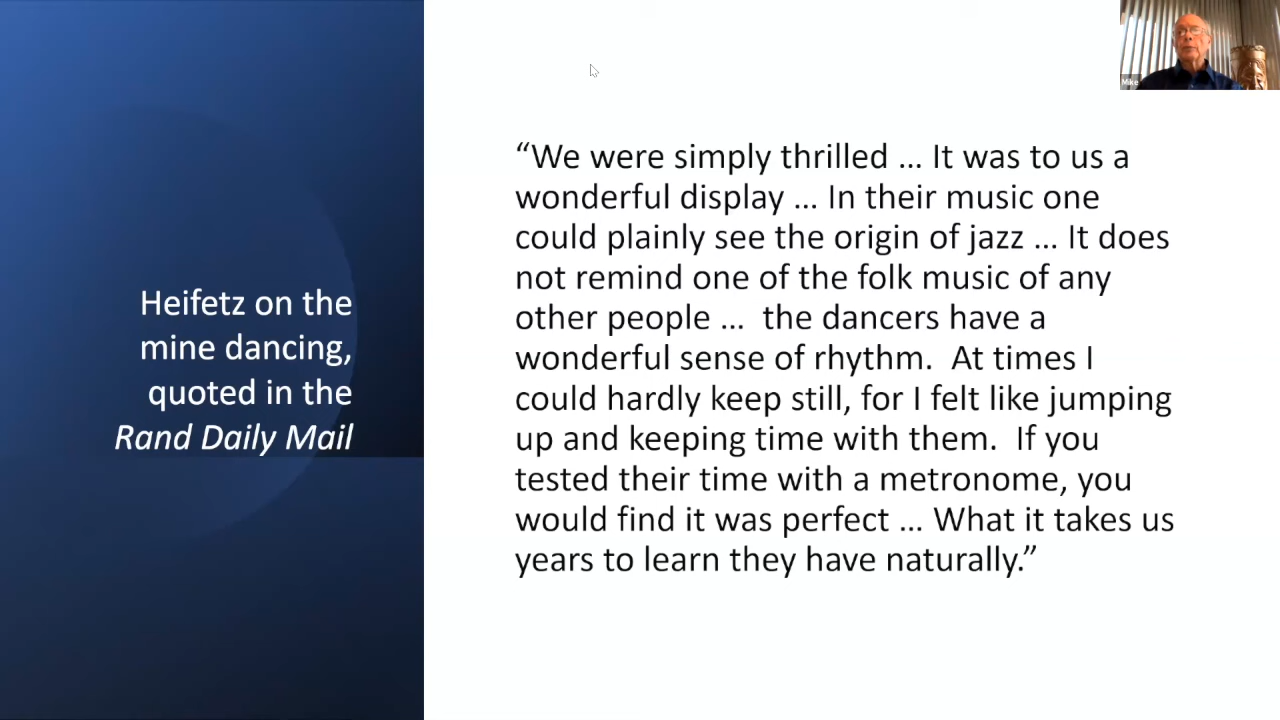 Heifetz on the
mine dancing,
quoted in the
Rand Daily Mail
“We were simply thrilled … It was to us a
wonderful display … In their music one
could plainly see the origin of jazz … It does
not remind one of the folk music of any
other people …  the dancers have a
wonderful sense of rhythm.  At times I
could hardly keep still, for I felt like jumping
up and keeping time with them.  If you
tested their time with a metronome, you
would find it was perfect … What it takes us
years to learn they have naturally.”
Mike